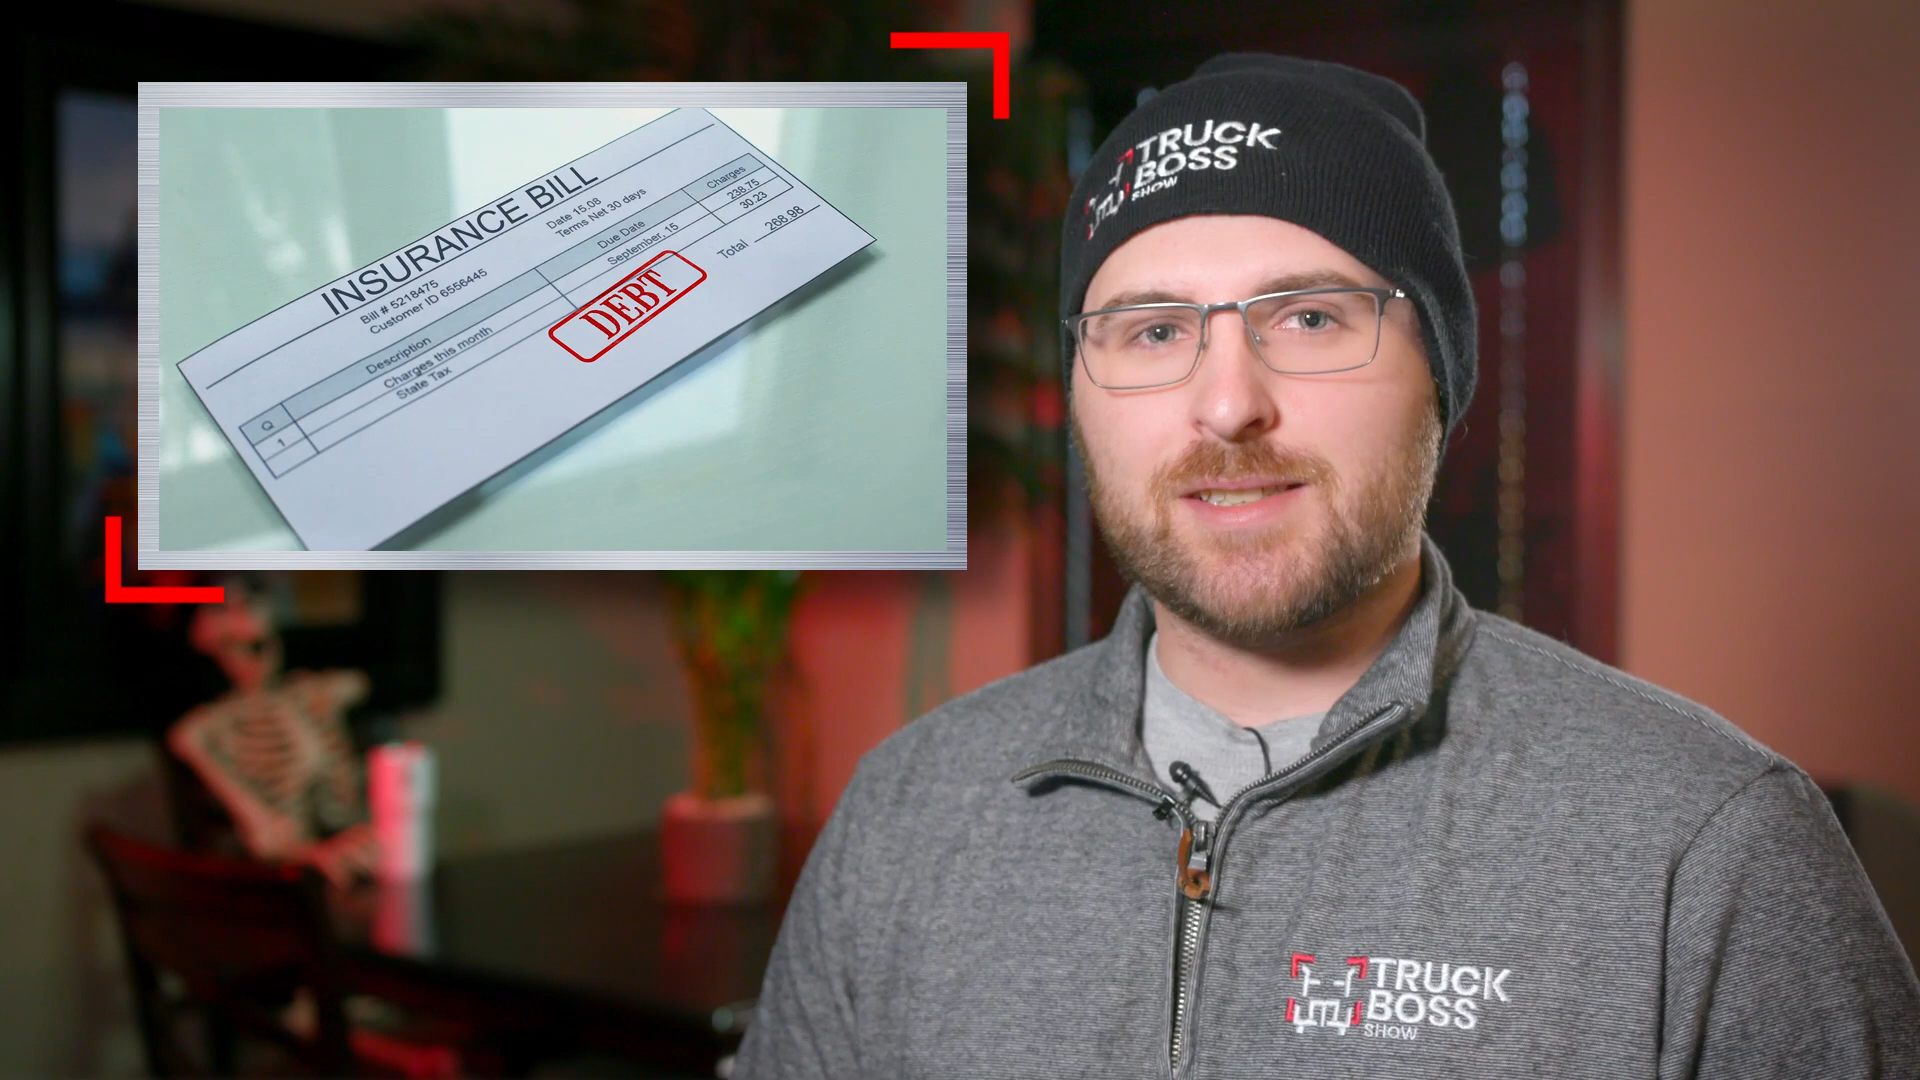 INSURANCE BILL
Bill # 5218475
Customer ID 6556445
Date 15.08
Terms Net 30 days
Q
Description
Due Date
Charges
1
Charges this month
September, 15
238.75
State Tax
30.23
Total
268.98
DEBT
TRUCK
BOSS
SHOW
TRUCK
BOSS
SHOW